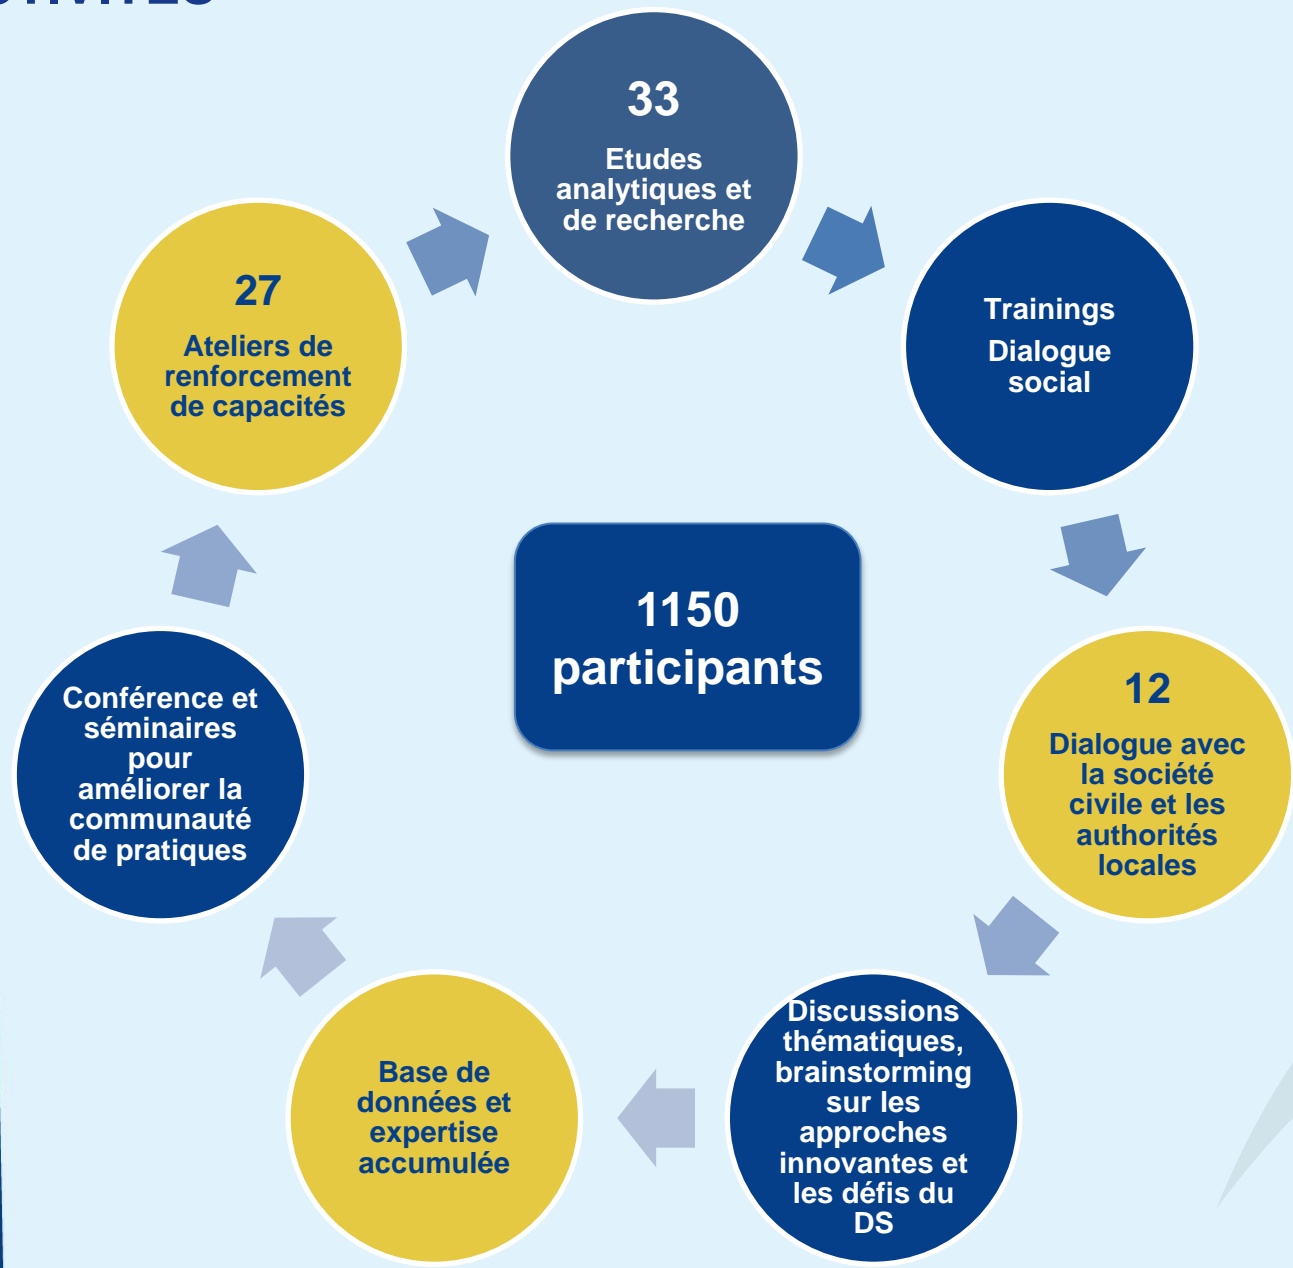 33
Etudes
analytiques et
de recherche
Trainings
Dialogue
social
12
Dialogue avec
la société
civile et les
authorités
locales
Discussions
thématiques,
brainstorming
sur les
approches
innovantes et
les défis du
DS
Base de
données et
expertise
accumulée
Conférence et
séminaires
pour
améliorer la
communauté
de pratiques
27
Ateliers de
renforcement
de capacités
1150
participants